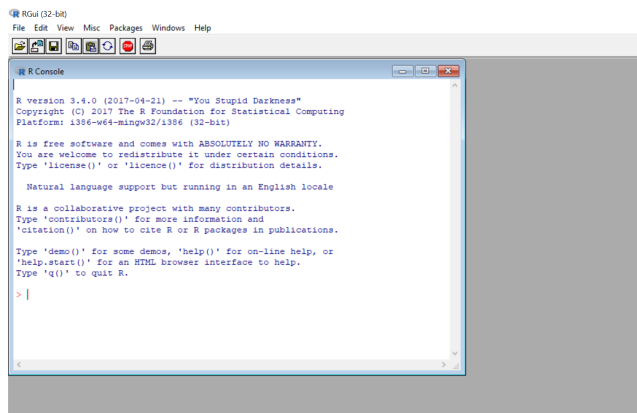 RGui (32-bit)
File Edit View Misc Packages Windows Help
R Console
R version 3.4.0 (2017-04-21) -- "You Stupid Darkness"
Copyright (C) 2017 The R Foundation for Statistical Computing
Platform: i386-w64-mingw32/i386 (32-bit)
R is free software and comes with ABSOLUTELY NO WARRANTY.
You are welcome to redistribute it under certain conditions.
Type 'license()' or 'licence()' for distribution details.
Natural language support but running in an English locale
R is a collaborative project with many contributors.
Type 'contributors()' for more information and
'citation()' on how to cite R or R packages in publications.
Type 'demo()' for some demos, 'help()' for on-line help, or
'help.start()' for an HTML browser interface to help.
Type 'q()' to quit R.
>